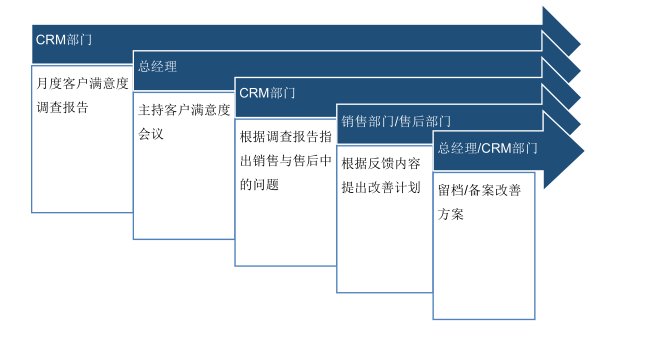 CRM部门
月度客户满意度
调查报告
总经理
主持客户满意度
会议
CRM部门
根据调查报告指
出销售与售后中
的问题
销售部门/售后部门
根据反馈内容
提出改善计划
总经理/CRM部门
留档/备案改善
方案